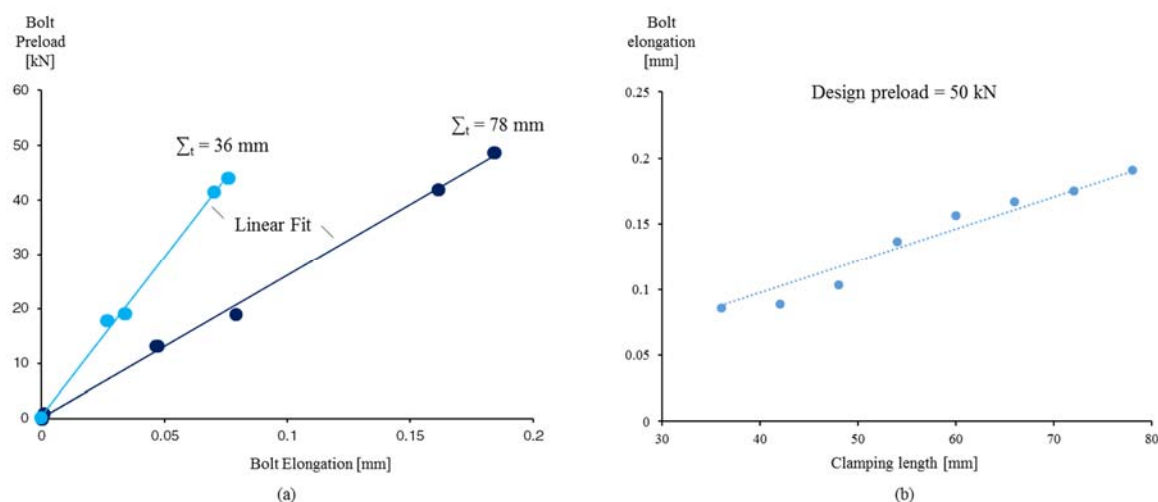 Bolt
Preload
[kN]
60
50
40
30
20
10
0
0
0.05
0.1
0.15
0.2
∑t = 36 mm
∑t = 78 mm
Linear Fit
Bolt Elongation [mm]
(a)
Bolt
elongation
[mm]
Design preload = 50 kN
0.25
0.2
0.15
0.1
0.05
0
30
40
50
60
70
80
Clamping length [mm]
(b)